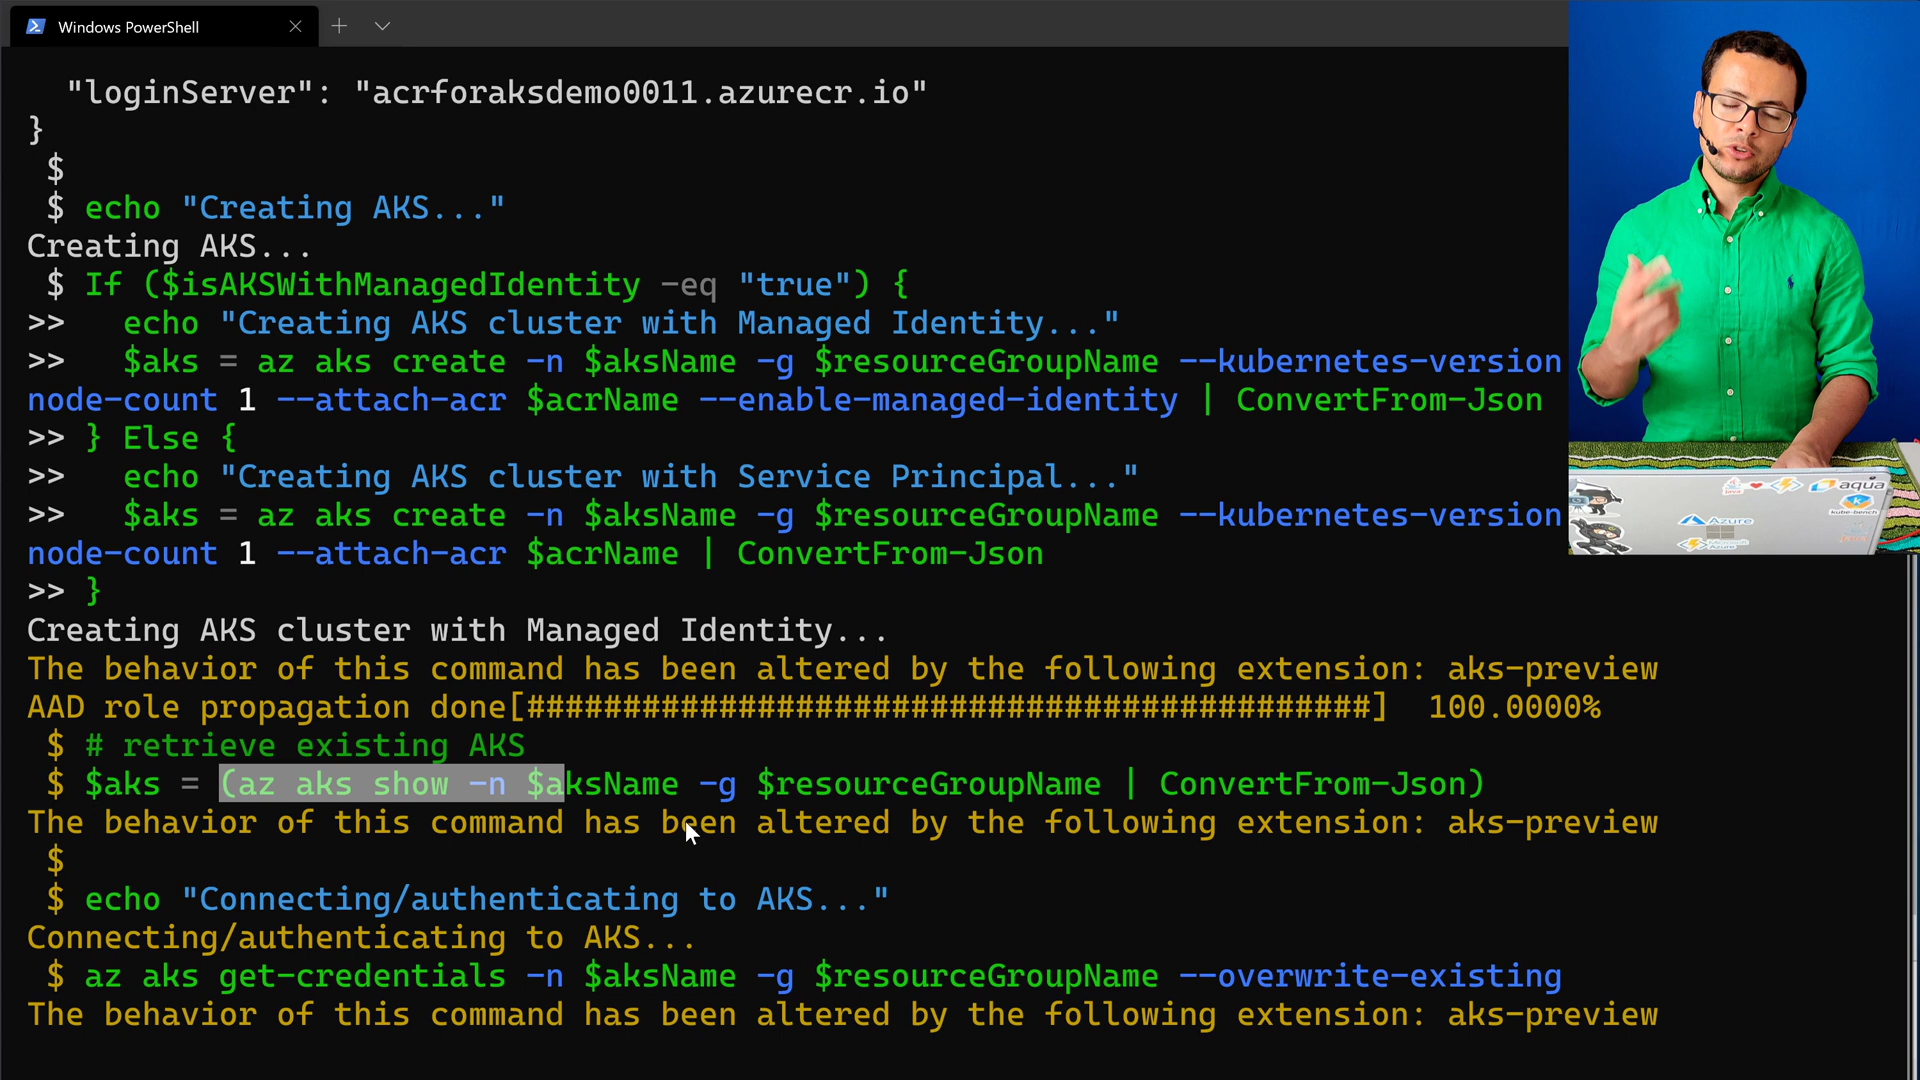 Windows PowerShell
"loginServer": "acrforaksdemo0011.azurecr.io"
}
$
$ echo "Creating AKS..."
Creating AKS...
$ If ($isAKSWithManagedIdentity -eq "true") {
>> echo "Creating AKS cluster with Managed Identity..."
>> $aks = az aks create -n $aksName -g $resourceGroupName --kubernetes-version
node-count 1 --attach-acr $acrName --enable-managed-identity | ConvertFrom-Json
>> } Else {
>> echo "Creating AKS cluster with Service Principal..."
>> $aks = az aks create -n $aksName -g $resourceGroupName --kubernetes-version
node-count 1 --attach-acr $acrName | ConvertFrom-Json
>> }
Creating AKS cluster with Managed Identity...
The behavior of this command has been altered by the following extension: aks-preview
AAD role propagation done[############################################] 100.0000%
$ # retrieve existing AKS
$ $aks = (az aks show -n $aksName -g $resourceGroupName | ConvertFrom-Json)
The behavior of this command has been altered by the following extension: aks-preview
$
$ echo "Connecting/authenticating to AKS..."
Connecting/authenticating to AKS...
$ az aks get-credentials -n $aksName -g $resourceGroupName --overwrite-existing
The behavior of this command has been altered by the following extension: aks-preview
aqua
kube-bench
Azure